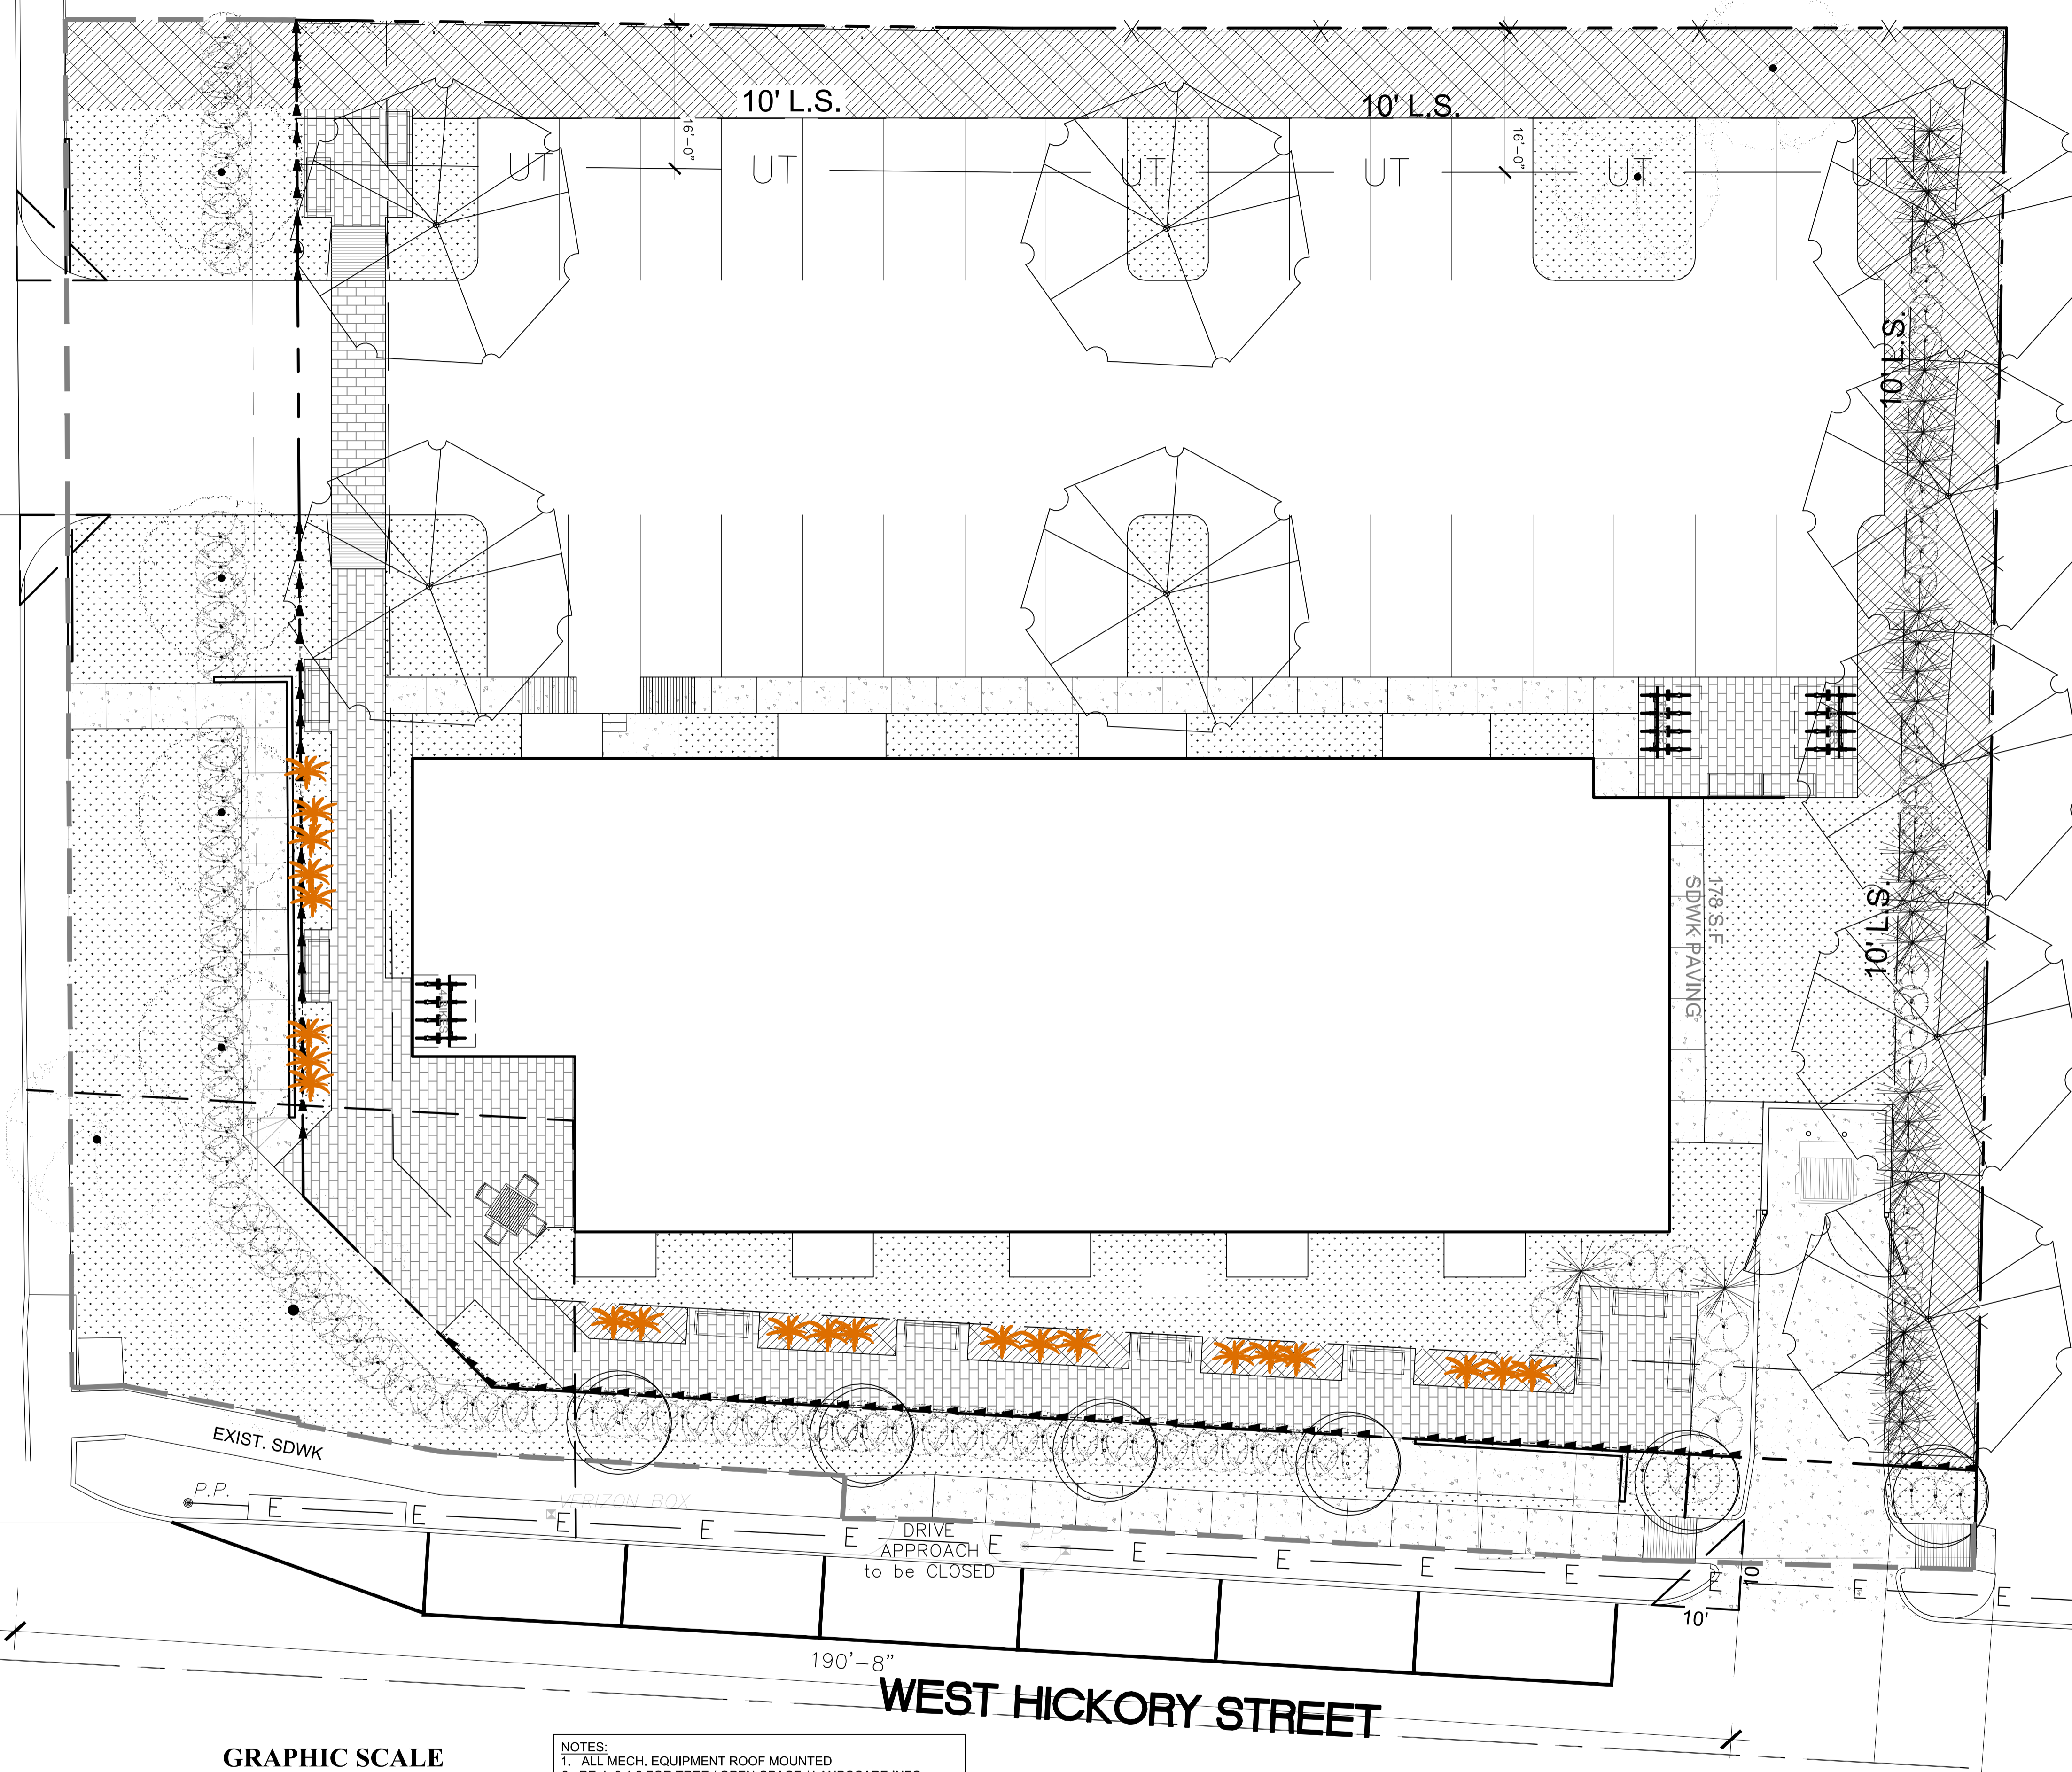 10' L.S.
10' L.S.
16'-0"
16'-0"
UT
UT
UT
UT
UT
UT
10' L.S.
178 S.F
SDWK PAVING
10' L.S.
EXIST. SDWK
P.P.
VERIZON BOX
P.P.
E
E
E
E
E
E
E
E
E
E
E
E
E
DRIVE
APPROACH
to be CLOSED
10'
10'
190'-8"
WEST HICKORY STREET
GRAPHIC SCALE
NOTES:
1. ALL MECH. EQUIPMENT ROOF MOUNTED